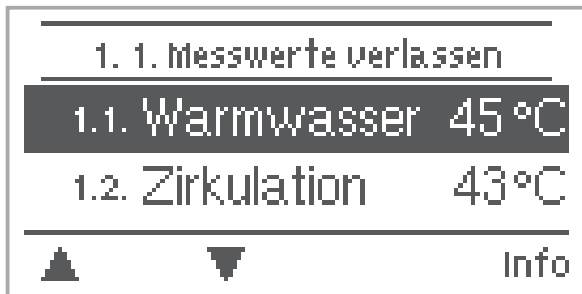 1. 1. Messwerte verlassen
1.1. Warmwasser 45°C
1.2. Zirkulation 43°C
Info